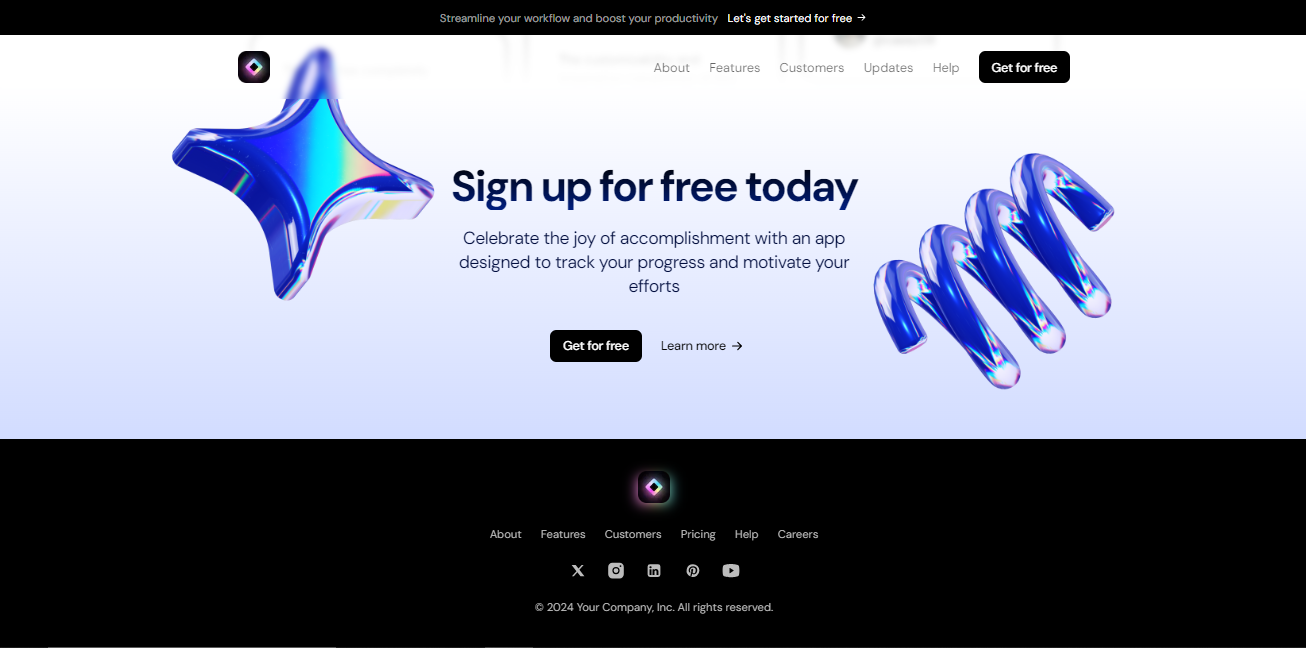 Streamline your workflow and boost your productivity Let's get started for free →
About Features Customers Updates Help Get for free
Sign up for free today
Celebrate the joy of accomplishment with an app
designed to track your progress and motivate your
efforts
Get for free Learn more →
About Features Customers Pricing Help Careers
© 2024 Your Company, Inc. All rights reserved.